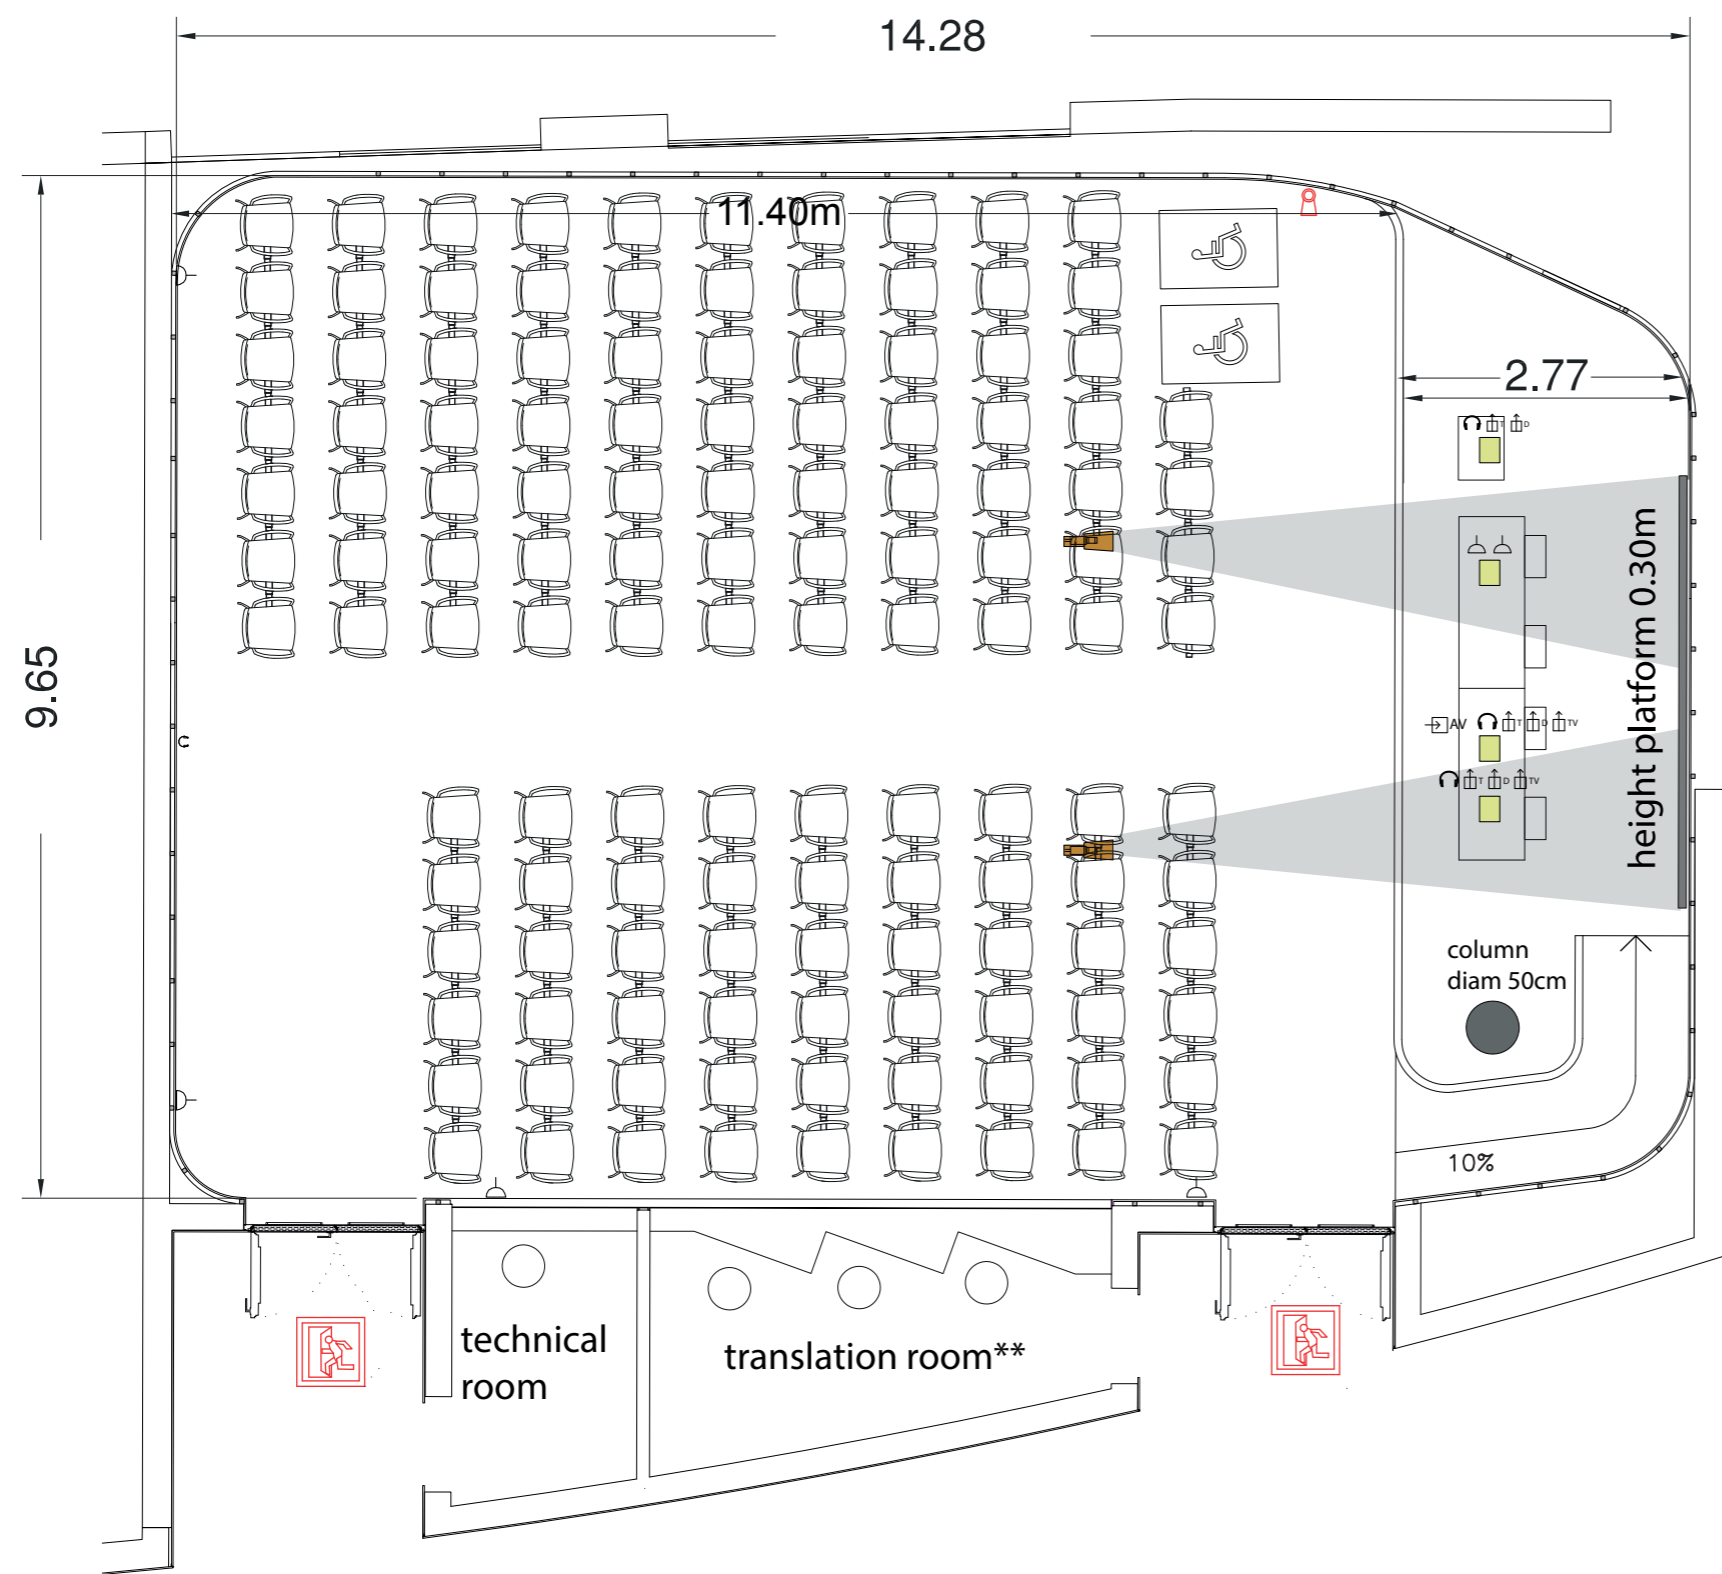 14.28
11.40m
2.77
T D
9.65
height platform 0.30m
AV T D TV
T D TV
column
diam 50cm
10%
technical
room
translation room**